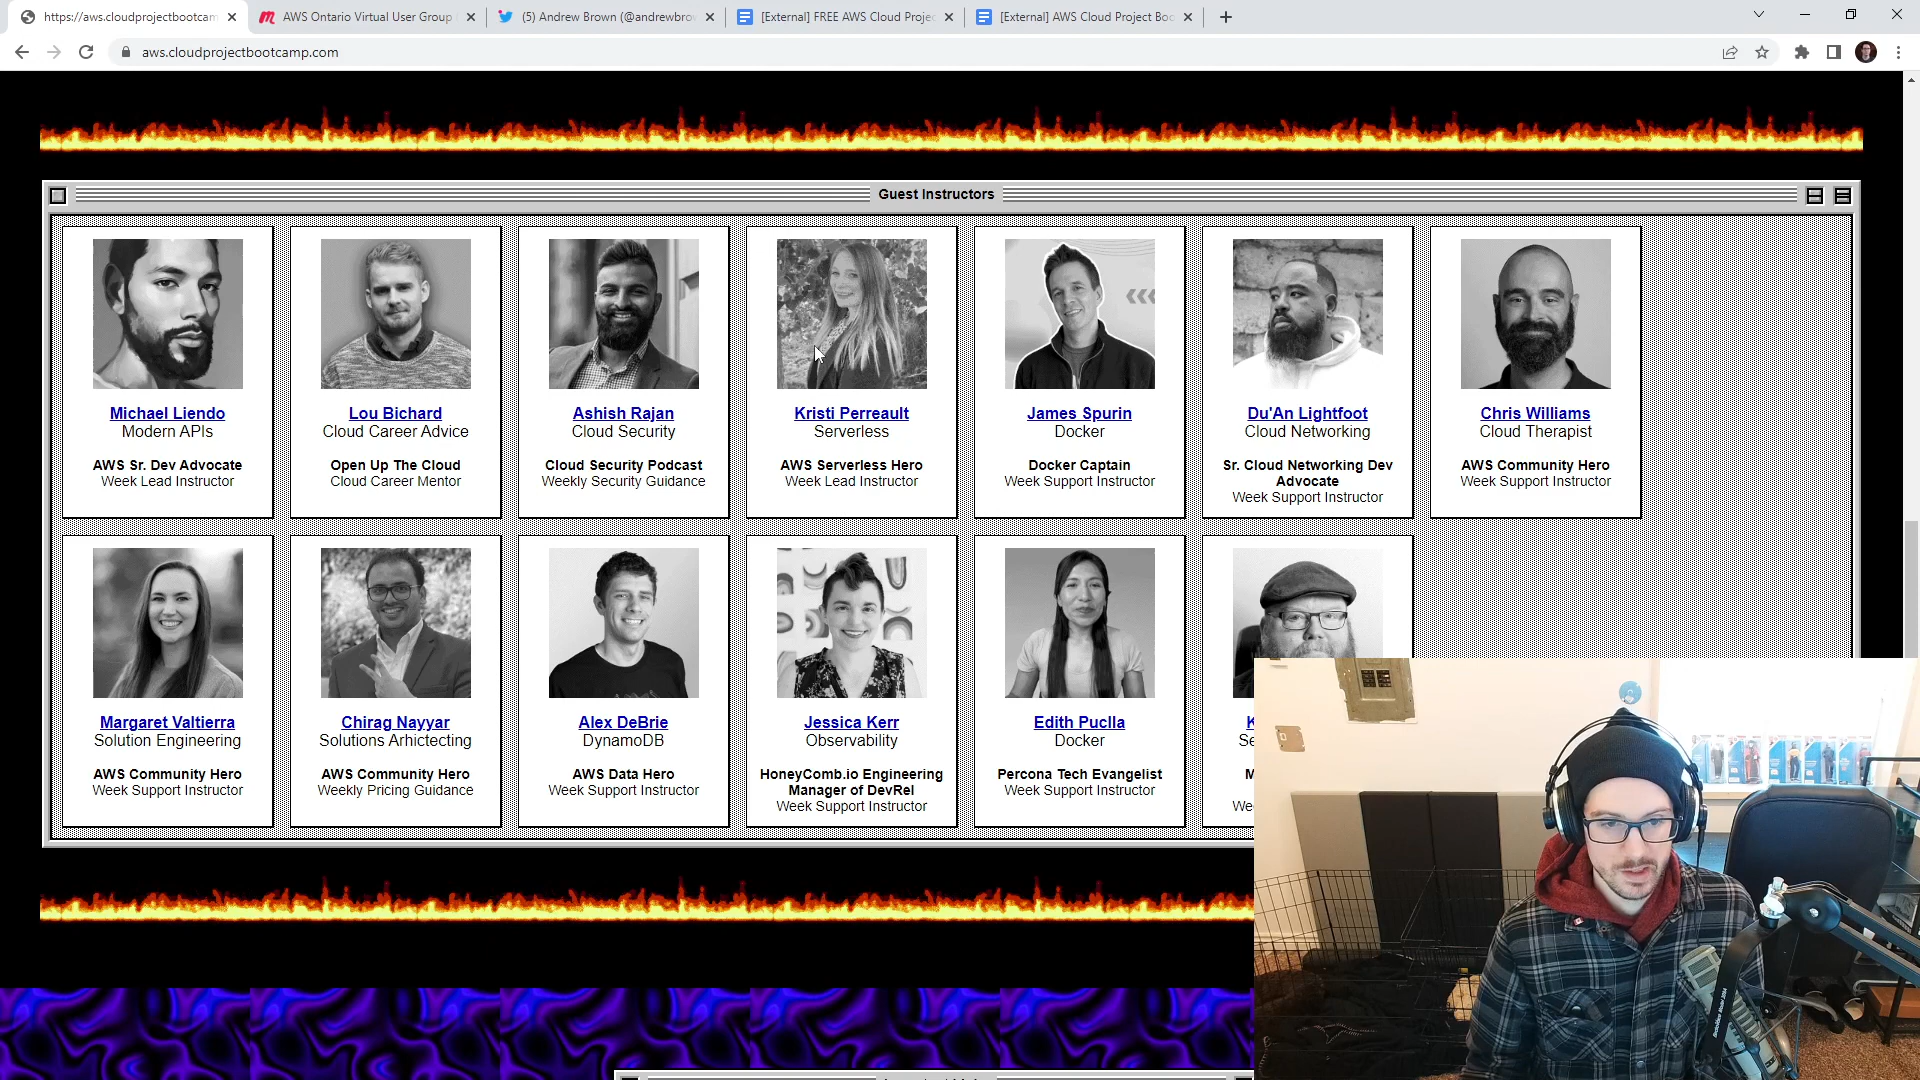 https://aws.cloudprojectbootcam
AWS Ontario Virtual User Group
(5) Andrew Brown (@andrewbro
[External] FREE AWS Cloud Proje
[External] AWS Cloud Project Boo
aws.cloudprojectbootcamp.com
Guest Instructors
Michael Liendo
Modern APIs
AWS Sr. Dev Advocate
Week Lead Instructor
Lou Bichard
Cloud Career Advice
Open Up The Cloud
Cloud Career Mentor
Ashish Rajan
Cloud Security
Cloud Security Podcast
Weekly Security Guidance
Kristi Perreault
Serverless
AWS Serverless Hero
Week Lead Instructor
James Spurin
Docker
Docker Captain
Week Support Instructor
Du'An Lightfoot
Cloud Networking
Sr. Cloud Networking Dev
Advocate
Week Support Instructor
Chris Williams
Cloud Therapist
AWS Community Hero
Week Support Instructor
Margaret Valtierra
Solution Engineering
AWS Community Hero
Week Support Instructor
Chirag Nayyar
Solutions Arhictecting
AWS Community Hero
Weekly Pricing Guidance
Alex DeBrie
DynamoDB
AWS Data Hero
Week Support Instructor
Jessica Kerr
Observability
HoneyComb.io Engineering
Manager of DevRel
Week Support Instructor
Edith Puclla
Docker
Percona Tech Evangelist
Week Support Instructor
K
Se
M
We